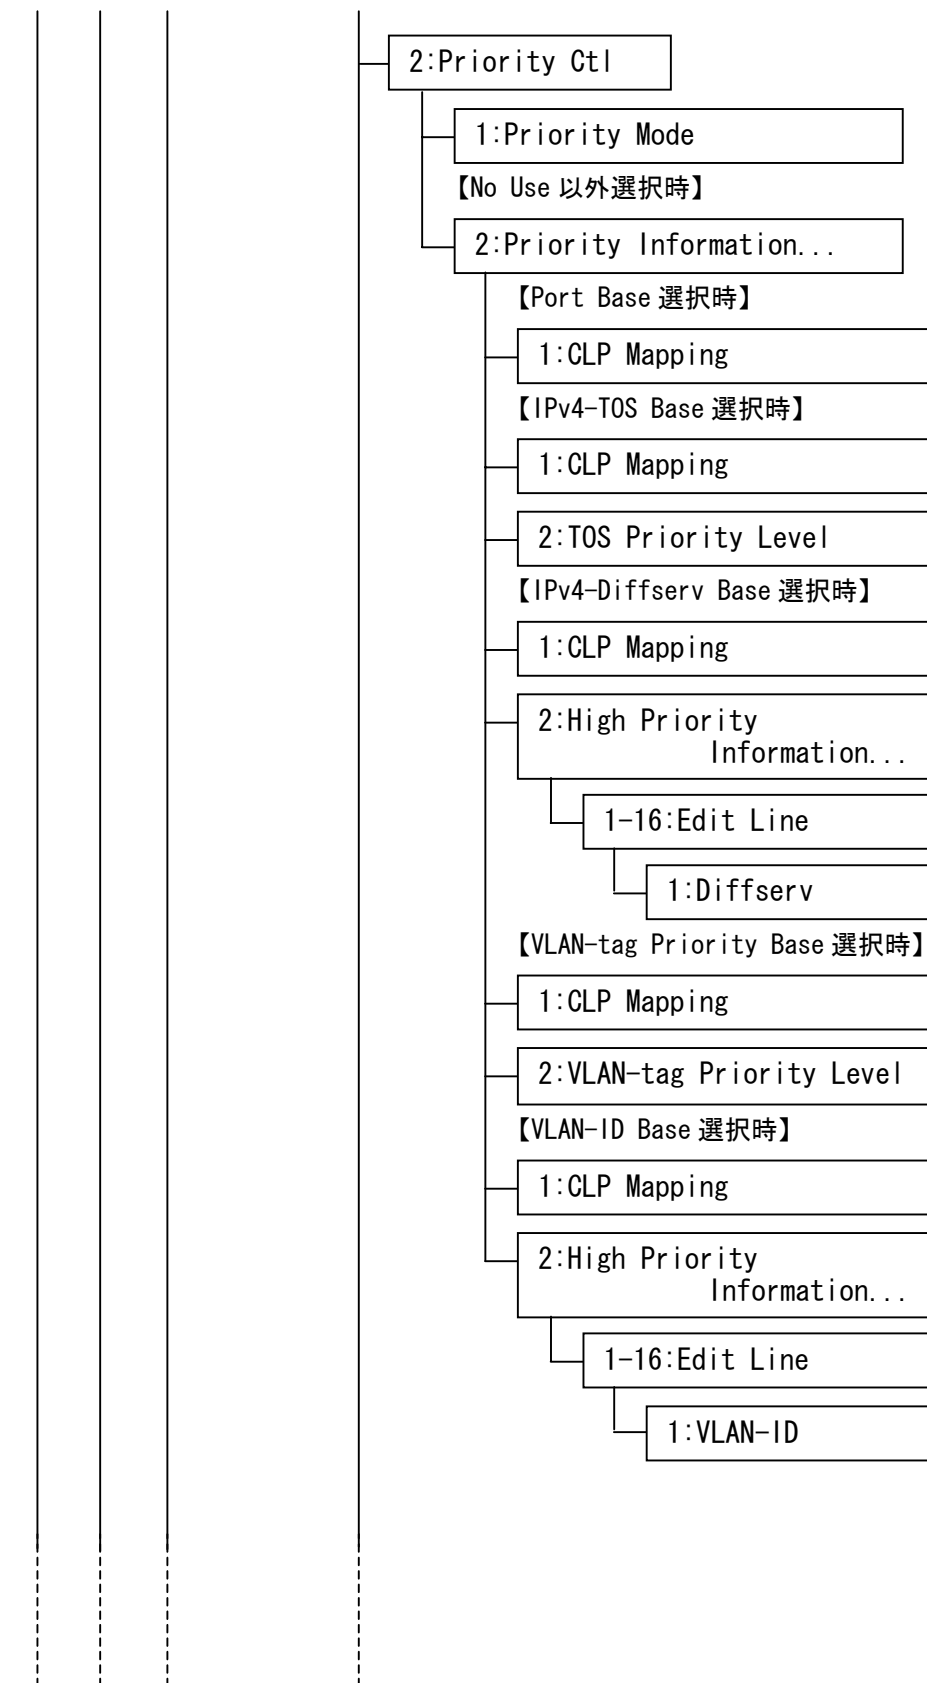 2:Priority Ctl
1:Priority Mode
【No Use 以外選択時】
2:Priority Information...
【Port Base 選択時】
1:CLP Mapping
【IPv4-TOS Base 選択時】
1:CLP Mapping
2:TOS Priority Level
【IPv4-Diffserv Base 選択時】
1:CLP Mapping
2:High Priority
Information...
1-16:Edit Line
1:Diffserv
【VLAN-tag Priority Base 選択時】
1:CLP Mapping
2:VLAN-tag Priority Level
【VLAN-ID Base 選択時】
1:CLP Mapping
2:High Priority
Information...
1-16:Edit Line
1:VLAN-ID